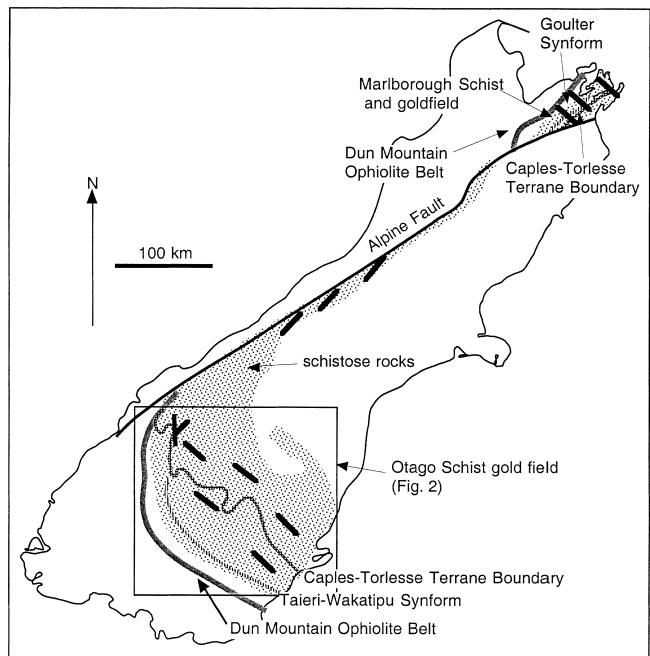 Goulter
Synform
Marlborough Schist
and goldfield
Dun Mountain
Ophiolite Belt
Caples-Torlesse
Terrane Boundary
N
Alpine Fault
100 km
schistose rocks
Otago Schist gold field
(Fig. 2)
Caples-Torlesse Terrane Boundary
Taieri-Wakatipu Synform
Dun Mountain Ophiolite Belt